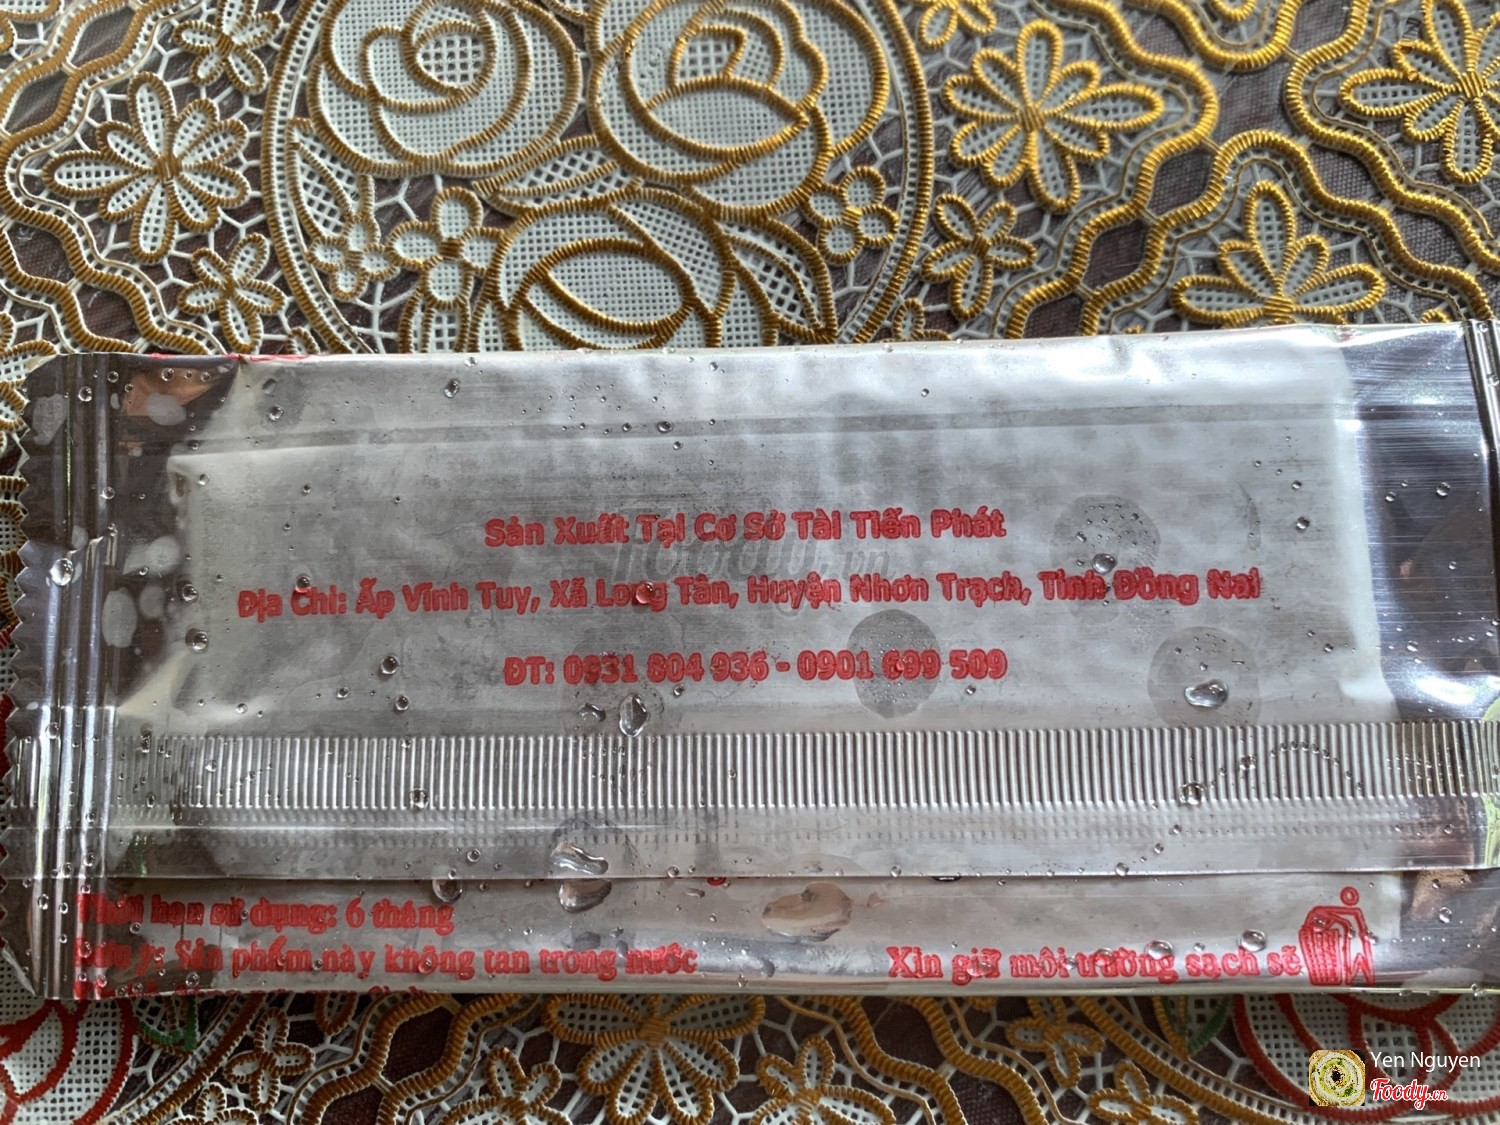 Sản Xuất Tại Cơ Sở Tài Tiến Phát
Địa Chỉ: Ấp Vĩnh Tuy, Xã Long Tân, Huyện Nhơn Trạch, Tỉnh Đồng Nai
ĐT: 0931 804 936 - 0901 699 509
Thời hạn sử dụng: 6 tháng
Lưu ý: Sản phẩm này không tan trong nước
Xin giữ môi trường sạch sẽ
Yen Nguyen
Foody.vn